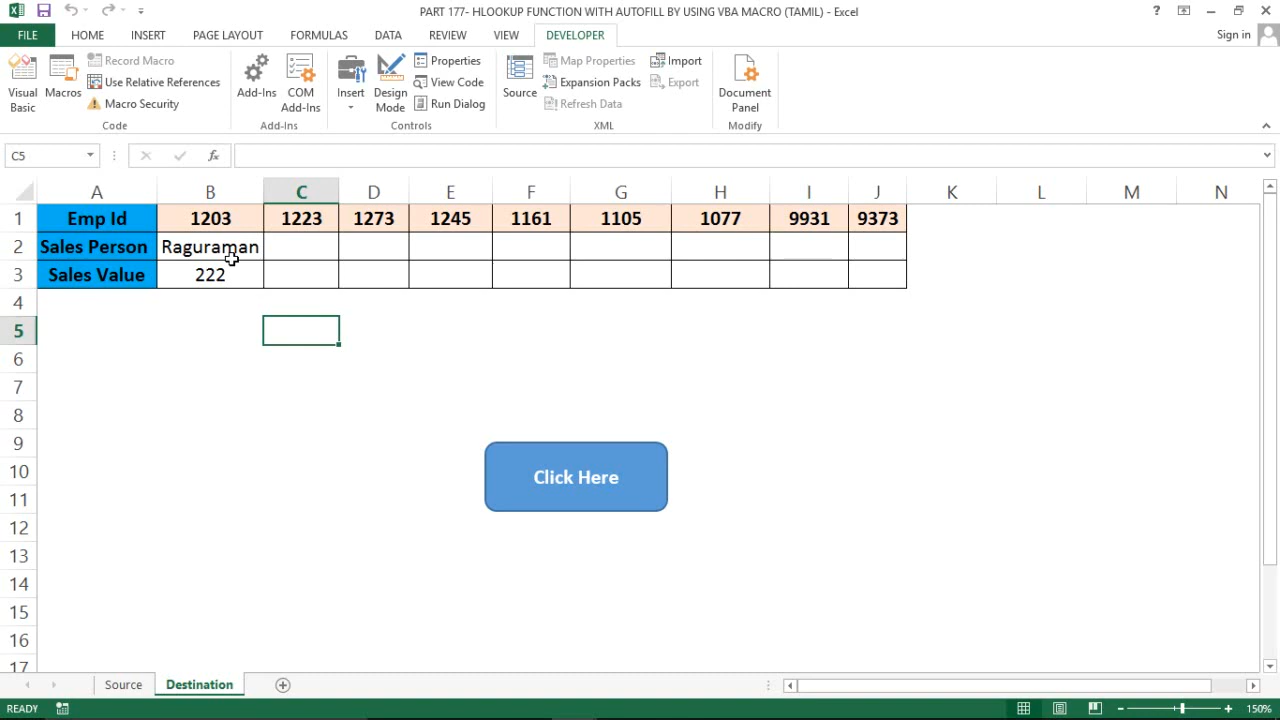 PART 177- HLOOKUP FUNCTION WITH AUTOFILL BY USING VBA MACRO (TAMIL) - Excel
FILE HOME INSERT PAGE LAYOUT FORMULAS DATA REVIEW VIEW DEVELOPER Sign in
Visual Basic
Macros
Record Macro
Use Relative References
Macro Security
Code
Add-Ins
COM Add-Ins
Add-Ins
Insert
Design Mode
Properties
View Code
Run Dialog
Controls
Source
Map Properties
Expansion Packs
Refresh Data
Import
Export
XML
Document Panel
Modify
C5 fx
A B C D E F G H I J K L M N
1 Emp Id 1203 1223 1273 1245 1161 1105 1077 9931 9373
2 Sales Person Raguraman
3 Sales Value 222
4
5
6
7
8
9
10
11
12
13
14
15
16
17
Click Here
Source Destination
READY 150%